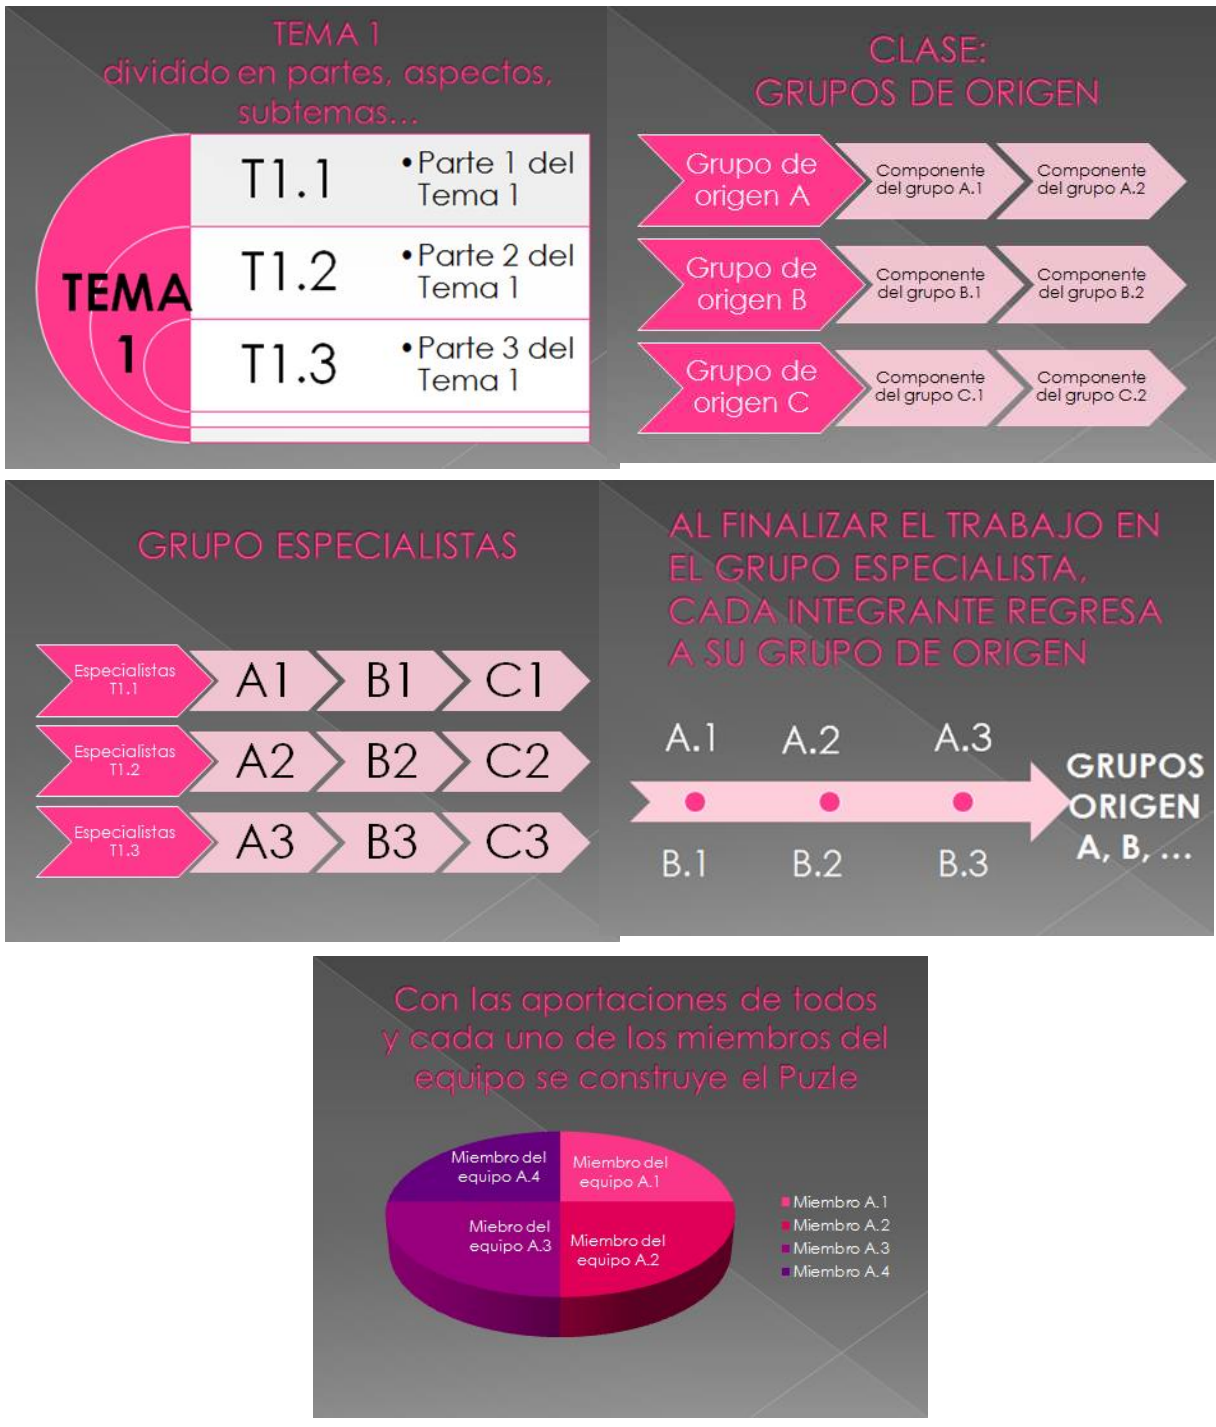 TEMA 1
dividido en partes, aspectos,
subtemas...
TEMA
1
T1.1
•Parte 1 del
Tema 1
T1.2
•Parte 2 del
Tema 1
T1.3
•Parte 3 del
Tema 1
CLASE:
GRUPOS DE ORIGEN
Grupo de
origen A
Componente
del grupo A.1
Componente
del grupo A.2
Grupo de
origen B
Componente
del grupo B.1
Componente
del grupo B.2
Grupo de
origen C
Componente
del grupo C.1
Componente
del grupo C.2
GRUPO ESPECIALISTAS
Especialistas
T1.1
A1
B1
C1
Especialistas
T1.2
A2
B2
C2
Especialistas
T1.3
A3
B3
C3
AL FINALIZAR EL TRABAJO EN
EL GRUPO ESPECIALISTA,
CADA INTEGRANTE REGRESA
A SU GRUPO DE ORIGEN
A.1
A.2
A.3
B.1
B.2
B.3
GRUPOS
ORIGEN
A, B, ...
Con las aportaciones de todos
y cada uno de los miembros del
equipo se construye el Puzle
Miembro del
equipo A.4
Miembro del
equipo A.1
Miebro del
equipo A.3
Miembro del
equipo A.2
Miembro A.1
Miembro A.2
Miembro A.3
Miembro A.4